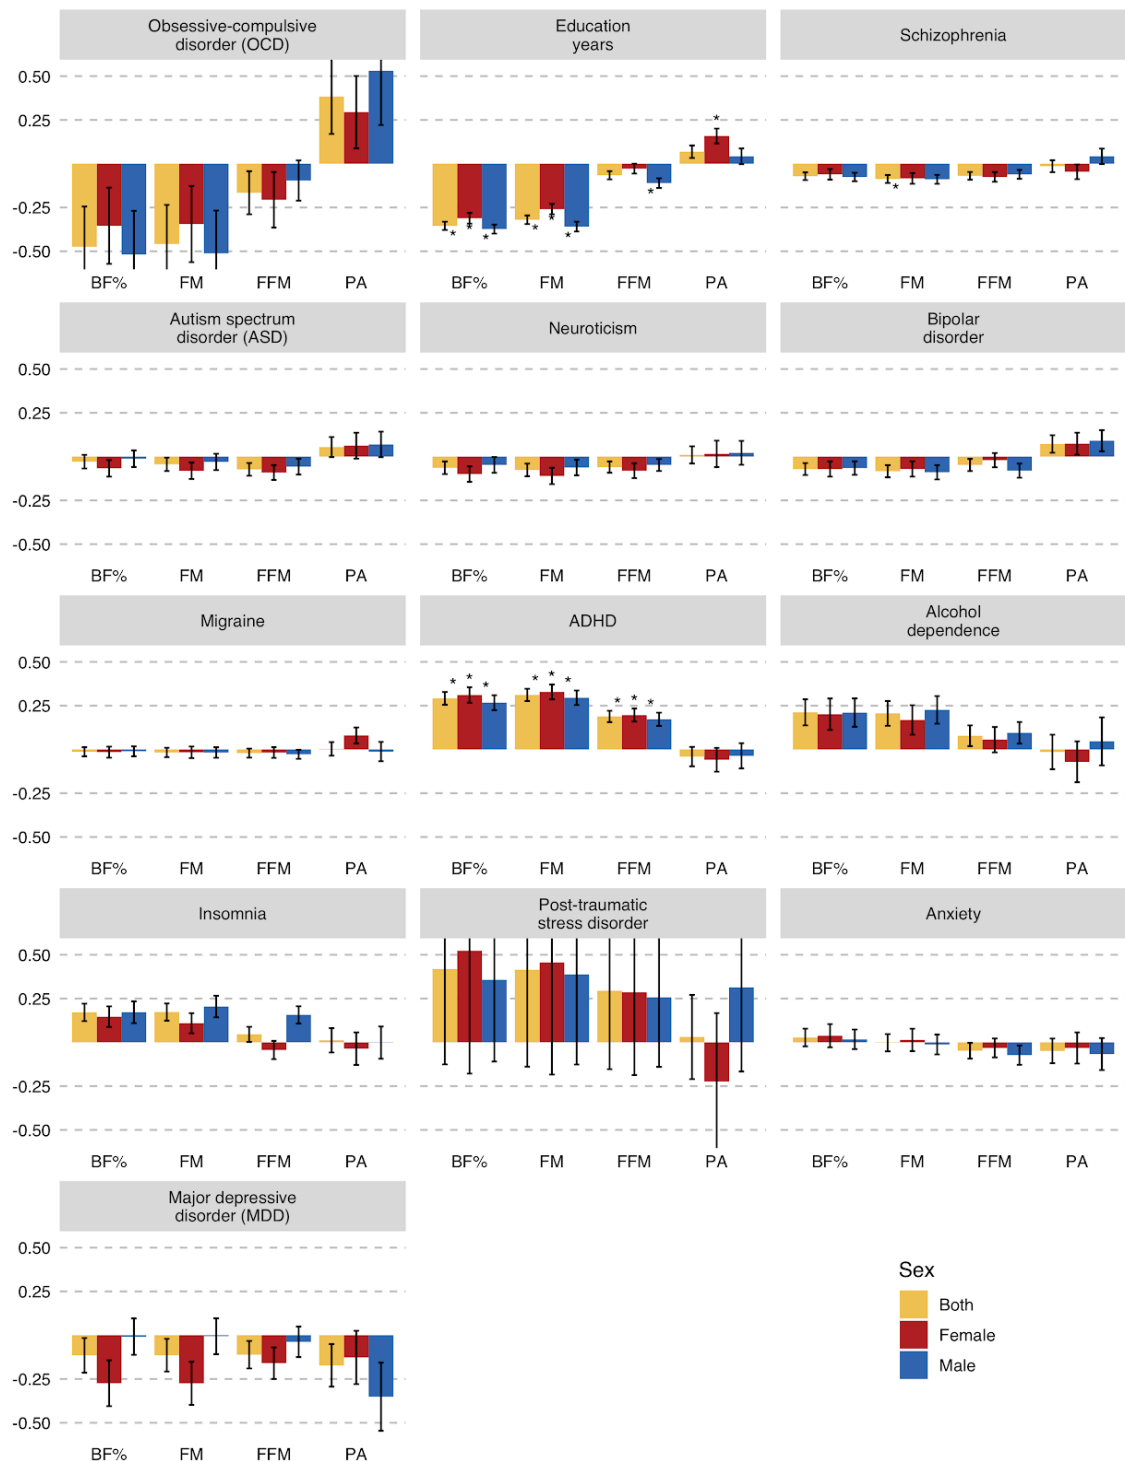 Obsessive-compulsive
disorder (OCD)
Education
years
Schizophrenia
0.50
0.25
-0.25
-0.50
* * * * * * * * *
BF% FM FFM PA BF% FM FFM PA BF% FM FFM PA
Autism spectrum
disorder (ASD)
Neuroticism
Bipolar
disorder
0.50
0.25
-0.25
-0.50
BF% FM FFM PA BF% FM FFM PA BF% FM FFM PA
Migraine
ADHD
Alcohol
dependence
0.50
0.25
-0.25
-0.50
* * * * * * * * *
BF% FM FFM PA BF% FM FFM PA BF% FM FFM PA
Insomnia
Post-traumatic
stress disorder
Anxiety
0.50
0.25
-0.25
-0.50
BF% FM FFM PA BF% FM FFM PA BF% FM FFM PA
Major depressive
disorder (MDD)
0.50
0.25
-0.25
-0.50
BF% FM FFM PA
Sex
Both
Female
Male